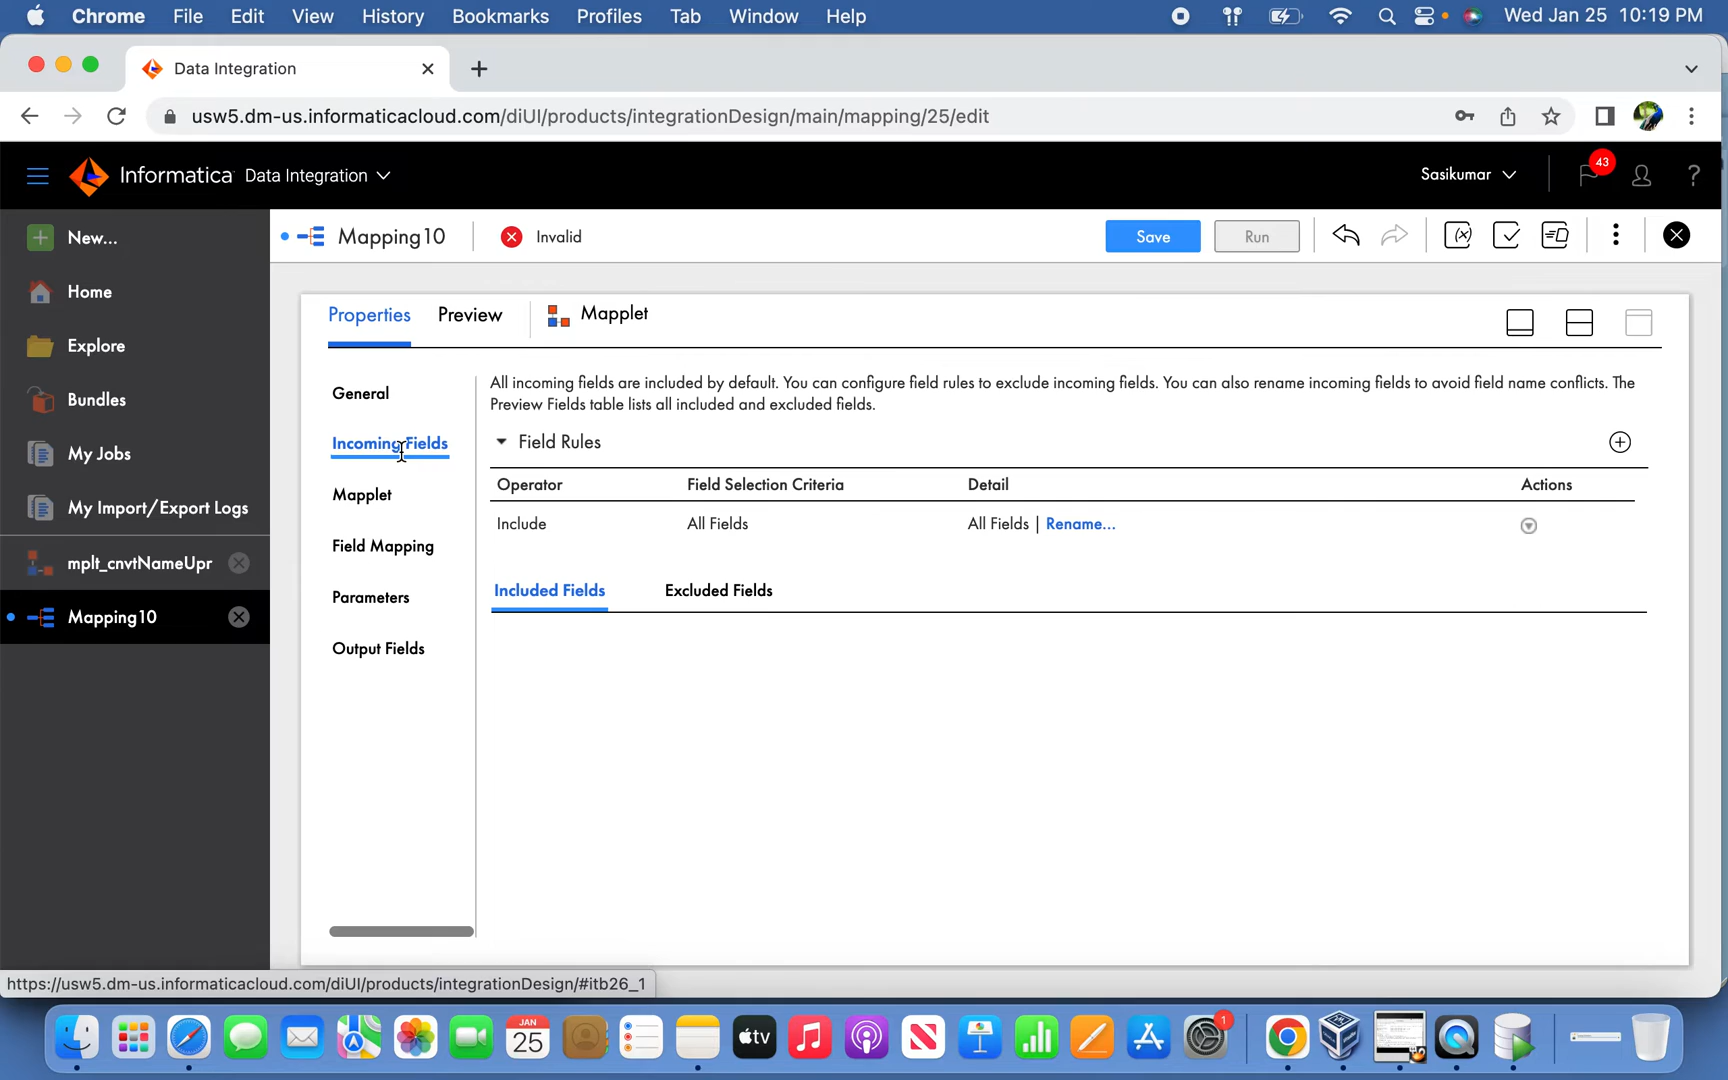 Chrome File Edit View History Bookmarks Profiles Tab Window Help Wed Jan 25 10:19 PM
Data Integration
usw5.dm-us.informaticacloud.com/diUI/products/integrationDesign/main/mapping/25/edit
Informatica Data Integration Sasikumar 43 ?
New... Mapping10 Invalid Save Run
Home
Explore
Bundles
My Jobs
My Import/Export Logs
mplt_cnvtNameUpr
Mapping10
Properties Preview Mapplet
General
Incoming Fields
Mapplet
Field Mapping
Parameters
Output Fields
All incoming fields are included by default. You can configure field rules to exclude incoming fields. You can also rename incoming fields to avoid field name conflicts. The
Preview Fields table lists all included and excluded fields.
Field Rules
Operator Field Selection Criteria Detail Actions
Include All Fields All Fields | Rename...
Included Fields Excluded Fields
https://usw5.dm-us.informaticacloud.com/diUI/products/integrationDesign/#itb26_1
JAN
25
tv
1